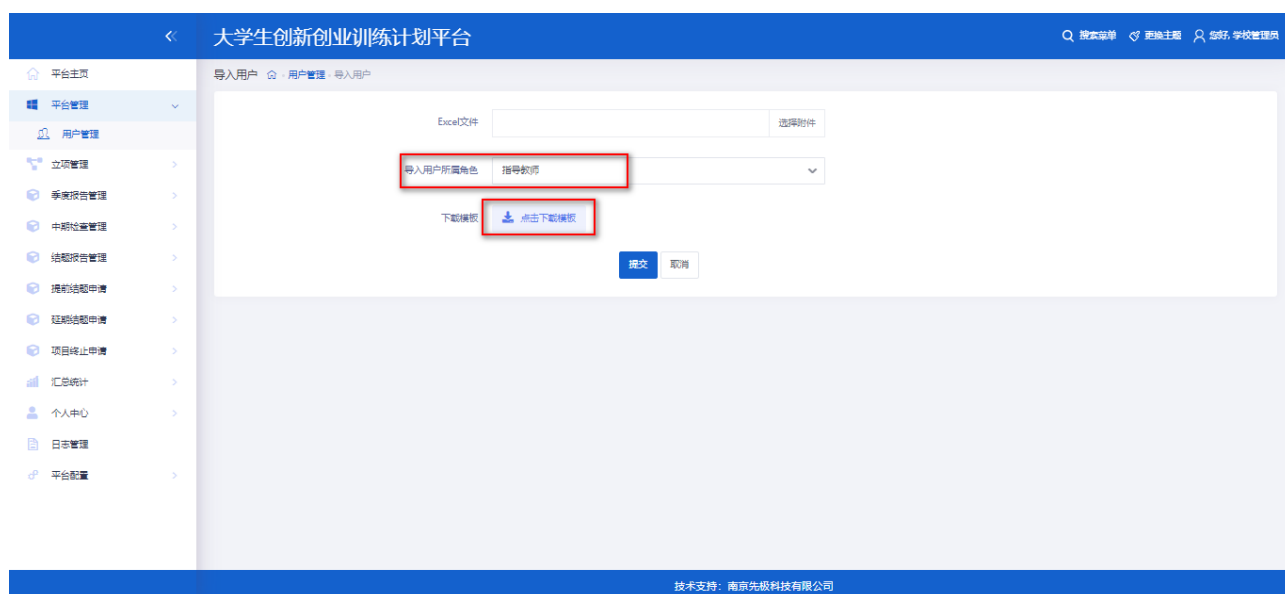 大学生创新创业训练计划平台
搜索菜单 更换主题 您好, 学校管理员
平台主页
平台管理
用户管理
立项管理
季度报告管理
中期检查管理
结题报告管理
提前结题申请
延期结题申请
项目终止申请
汇总统计
个人中心
日志管理
平台配置
导入用户 - 用户管理 - 导入用户
Excel文件 选择附件
导入用户所属角色 指导教师
下载模板 点击下载模板
提交 取消
技术支持：南京先极科技有限公司